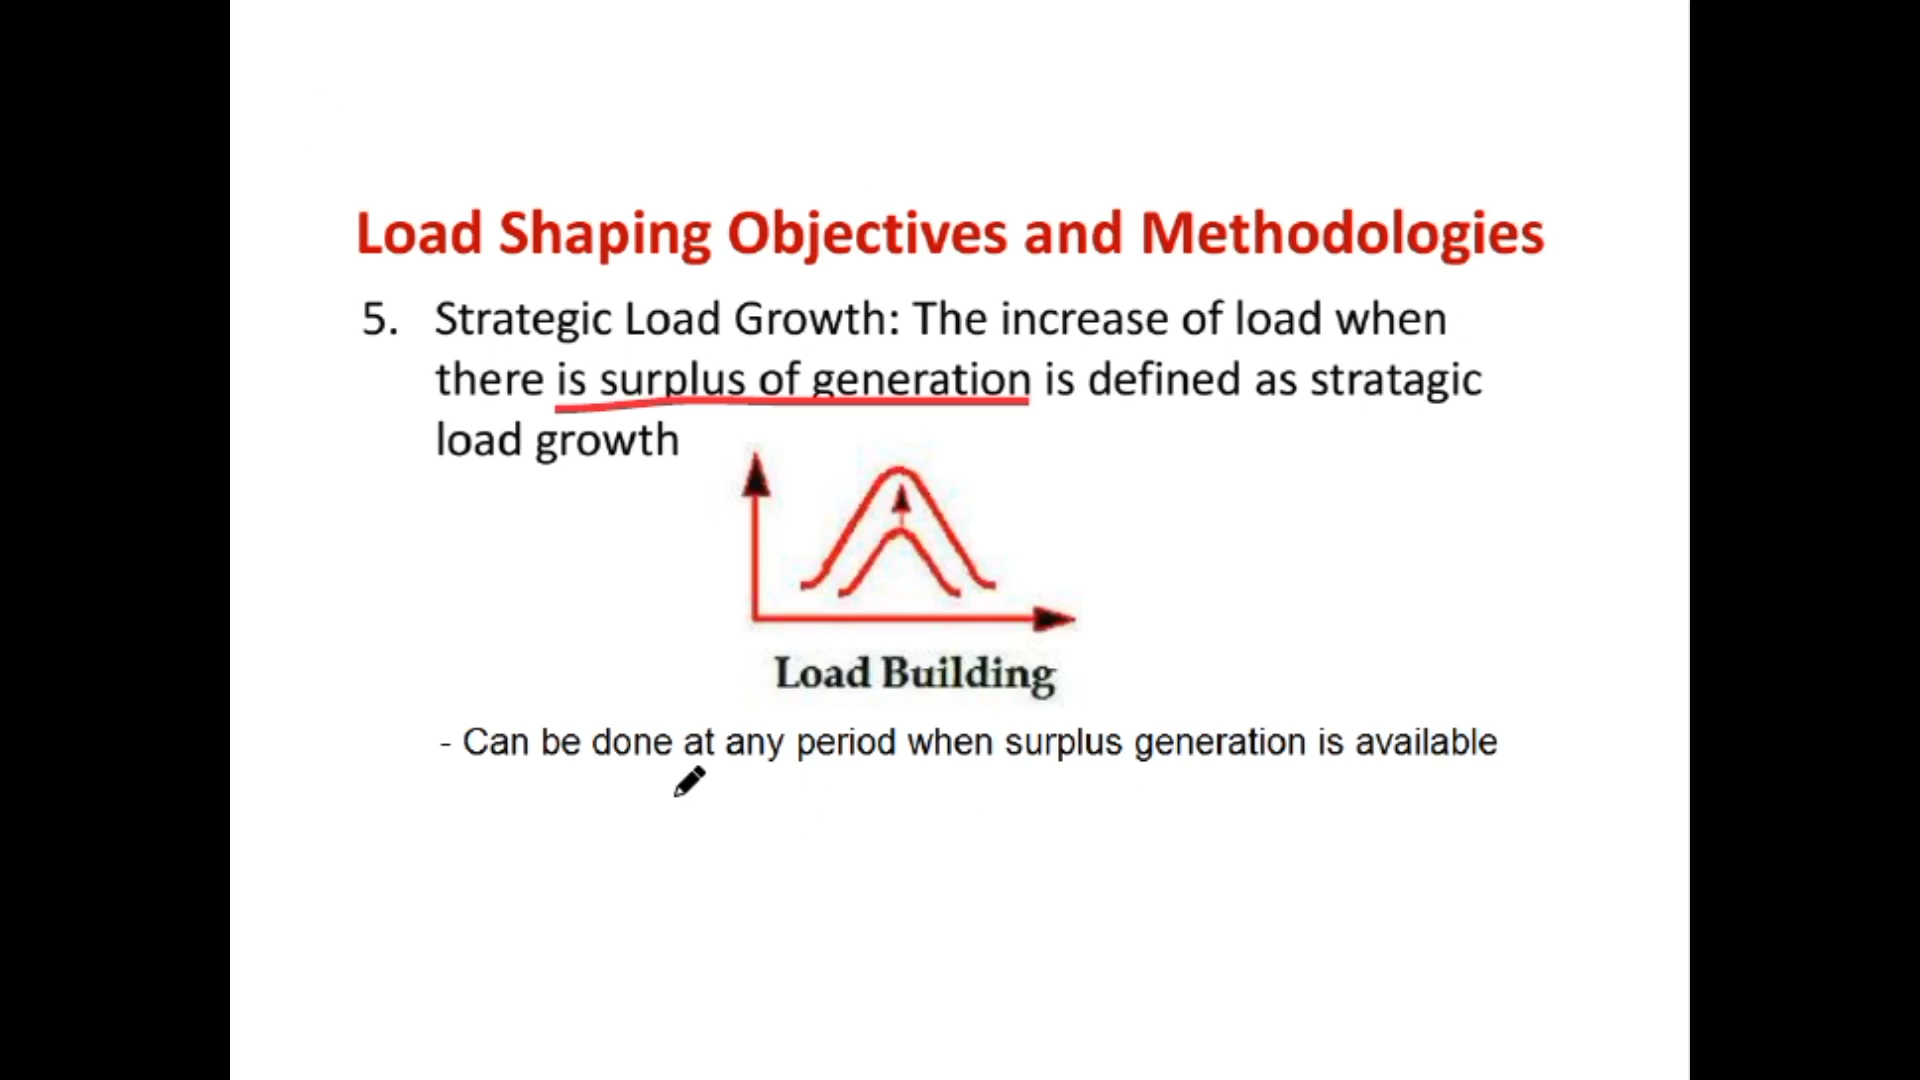 Load Shaping Objectives and Methodologies
5. Strategic Load Growth: The increase of load when
there is surplus of generation is defined as stratagic
load growth
Load Building
- Can be done at any period when surplus generation is available